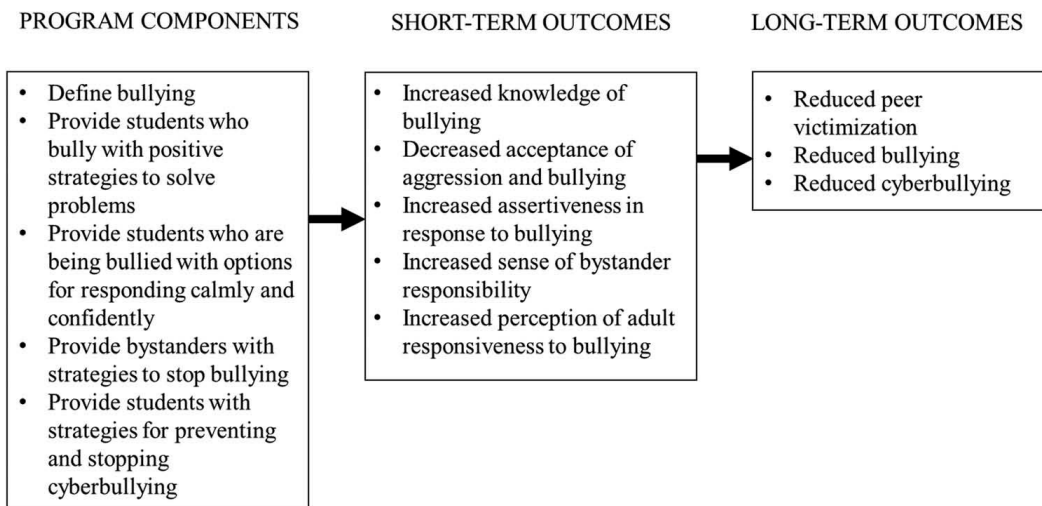 PROGRAM COMPONENTS
• Define bullying
• Provide students who
bully with positive
strategies to solve
problems
• Provide students who are
being bullied with options
for responding calmly and
confidently
• Provide bystanders with
strategies to stop bullying
• Provide students with
strategies for preventing
and stopping
cyberbullying
SHORT-TERM OUTCOMES
• Increased knowledge of
bullying
• Decreased acceptance of
aggression and bullying
• Increased assertiveness in
response to bullying
• Increased sense of bystander
responsibility
• Increased perception of adult
responsiveness to bullying
LONG-TERM OUTCOMES
• Reduced peer
victimization
• Reduced bullying
• Reduced cyberbullying